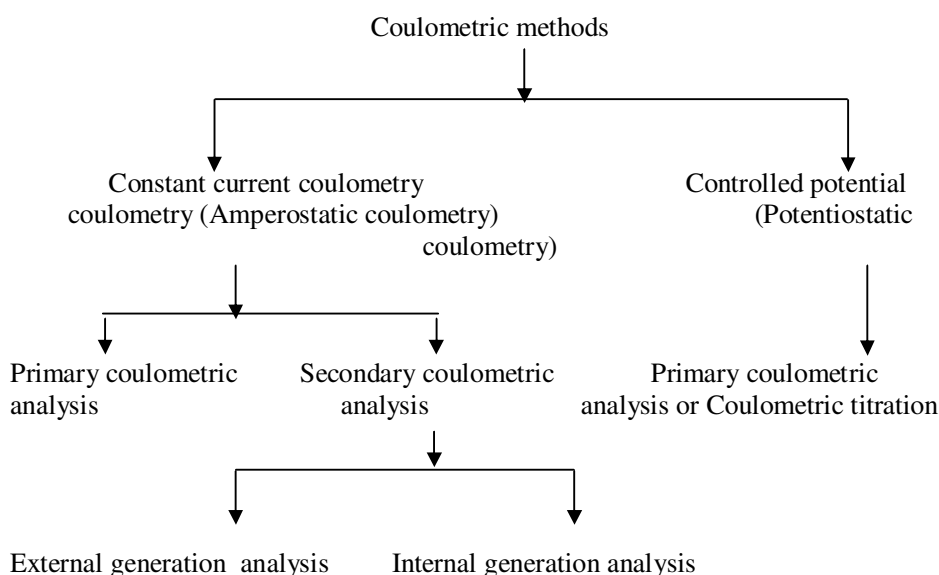 Coulometric methods
Constant current coulometry Controlled potential
coulometry (Amperostatic coulometry) (Potentiostatic
coulometry)
Primary coulometric Secondary coulometric Primary coulometric
analysis analysis analysis or Coulometric titration
External generation analysis Internal generation analysis